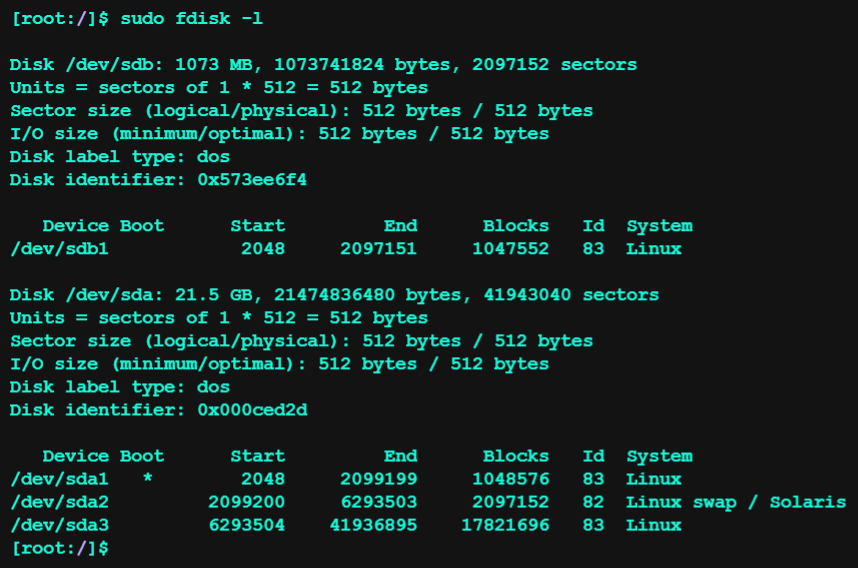 [root:/]$ sudo fdisk -l
Disk /dev/sdb: 1073 MB, 1073741824 bytes, 2097152 sectors
Units = sectors of 1 * 512 = 512 bytes
Sector size (logical/physical): 512 bytes / 512 bytes
I/O size (minimum/optimal): 512 bytes / 512 bytes
Disk label type: dos
Disk identifier: 0x573ee6f4
   Device Boot      Start         End      Blocks   Id  System
/dev/sdb1            2048     2097151     1047552   83  Linux
Disk /dev/sda: 21.5 GB, 21474836480 bytes, 41943040 sectors
Units = sectors of 1 * 512 = 512 bytes
Sector size (logical/physical): 512 bytes / 512 bytes
I/O size (minimum/optimal): 512 bytes / 512 bytes
Disk label type: dos
Disk identifier: 0x000ced2d
   Device Boot      Start         End      Blocks   Id  System
/dev/sda1   *        2048     2099199     1048576   83  Linux
/dev/sda2         2099200     6293503     2097152   82  Linux swap / Solaris
/dev/sda3         6293504    41936895    17821696   83  Linux
[root:/]$